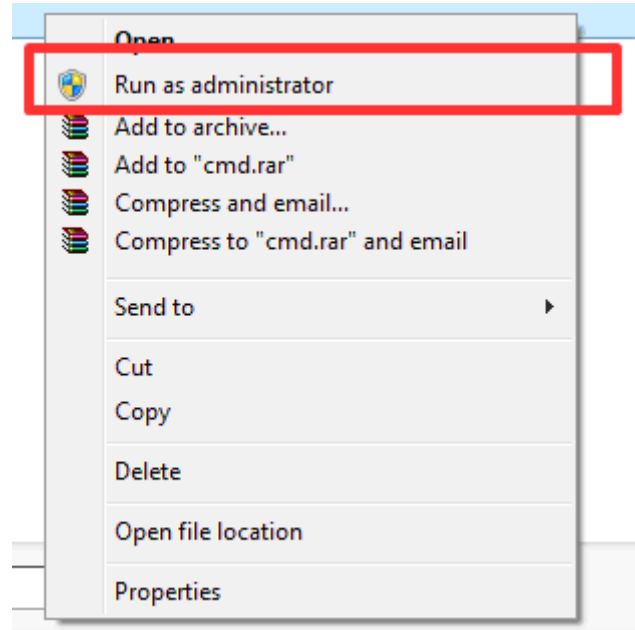 Open
Run as administrator
Add to archive...
Add to "cmd.rar"
Compress and email...
Compress to "cmd.rar" and email
Send to
Cut
Copy
Delete
Open file location
Properties